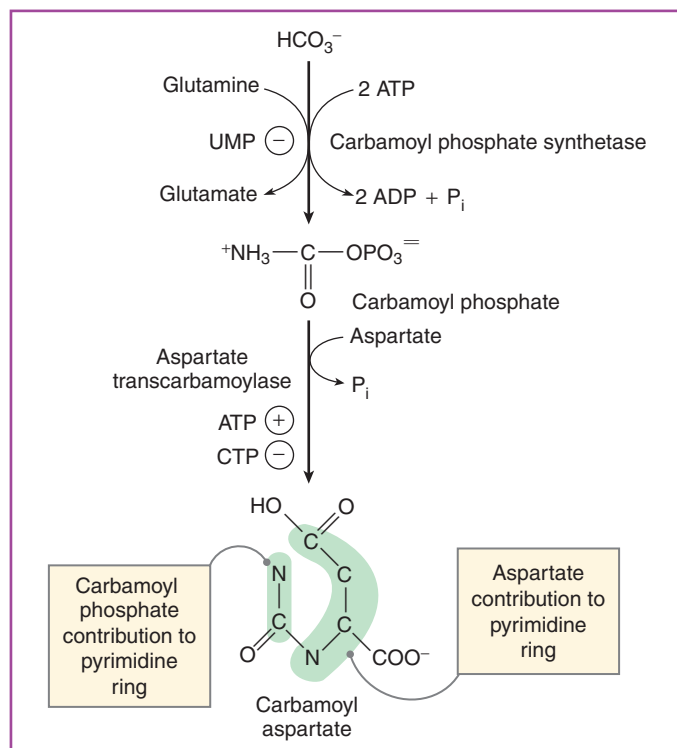 HCO₃⁻
Glutamine
2 ATP
UMP ⊖
Carbamoyl phosphate synthetase
Glutamate
2 ADP + Pᵢ
⁺NH₃—C—OPO₃⁼
O
Carbamoyl phosphate
Aspartate
Aspartate
transcarbamoylase
Pᵢ
ATP ⊕
CTP ⊖
HO
O
C
N
C
C
C
O
N
COO⁻
Carbamoyl
phosphate
contribution to
pyrimidine
ring
Aspartate
contribution to
pyrimidine
ring
Carbamoyl
aspartate